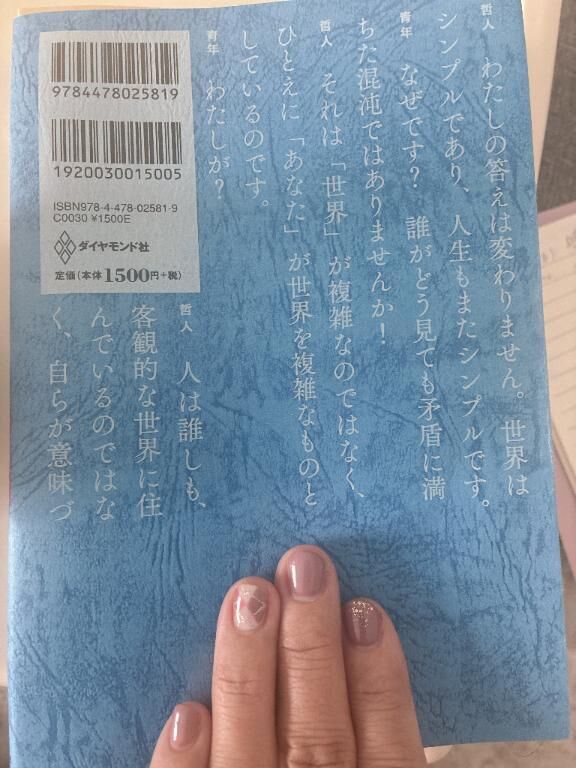 哲人 わたしの答えは変わりません。世界は
シンプルであり、人生もまたシンプルです。
青年 なぜです? 誰がどう見ても矛盾に満
ちた混沌ではありませんか!
哲人 それは「世界」が複雑なのではなく、
ひとえに「あなた」が世界を複雑なものと
しているのです。
青年 わたしが?
哲人 人は誰しも、
客観的な世界に住
んでいるのではな
く、自らが意味づ
9784478025819
1920030015005
ISBN978-4-478-02581-9
C0030 ¥1500E
ダイヤモンド社
定価(本体1500円+税)